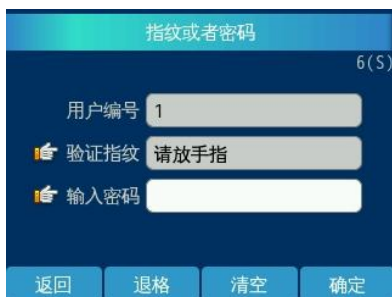 指纹或者密码
6(S)
用户编号 1
验证指纹 请放手指
输入密码
返回 退格 清空 确定